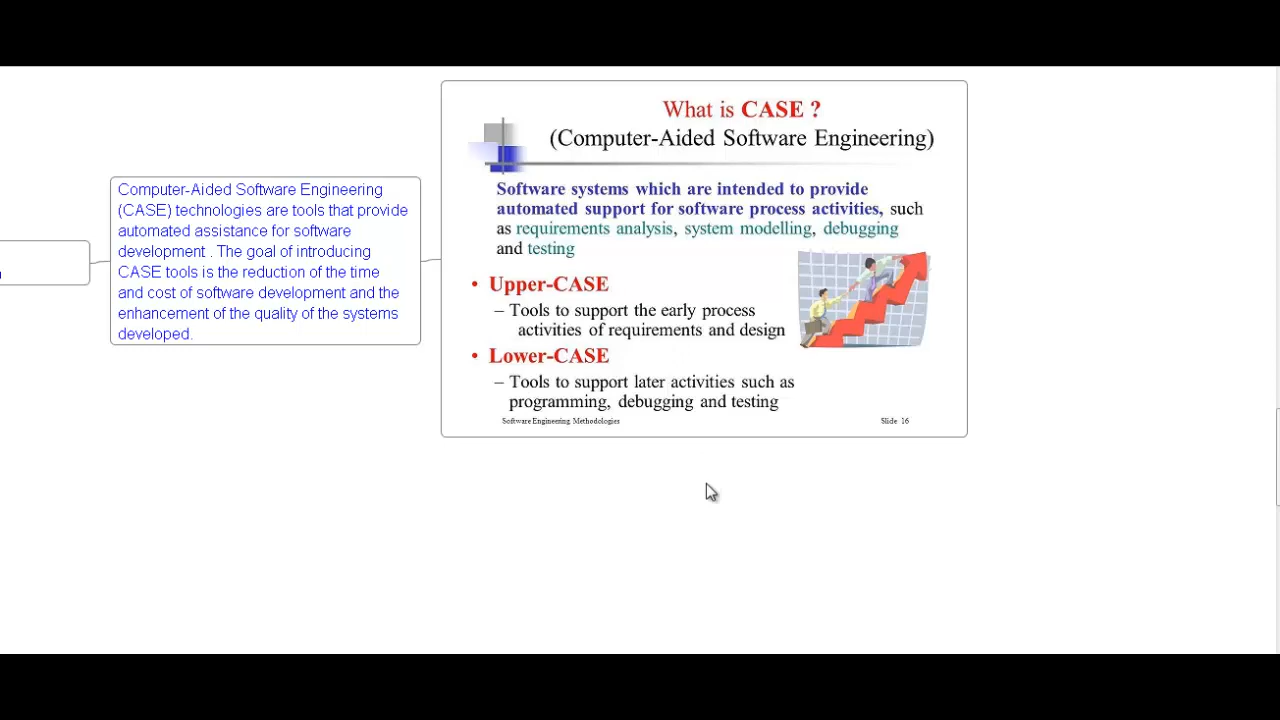 Computer-Aided Software Engineering
(CASE) technologies are tools that provide
automated assistance for software
development . The goal of introducing
CASE tools is the reduction of the time
and cost of software development and the
enhancement of the quality of the systems
developed.
What is CASE ?
(Computer-Aided Software Engineering)
Software systems which are intended to provide
automated support for software process activities, such
as requirements analysis, system modelling, debugging
and testing
• Upper-CASE
– Tools to support the early process
activities of requirements and design
• Lower-CASE
– Tools to support later activities such as
programming, debugging and testing
Software Engineering Methodologies
Slide 16